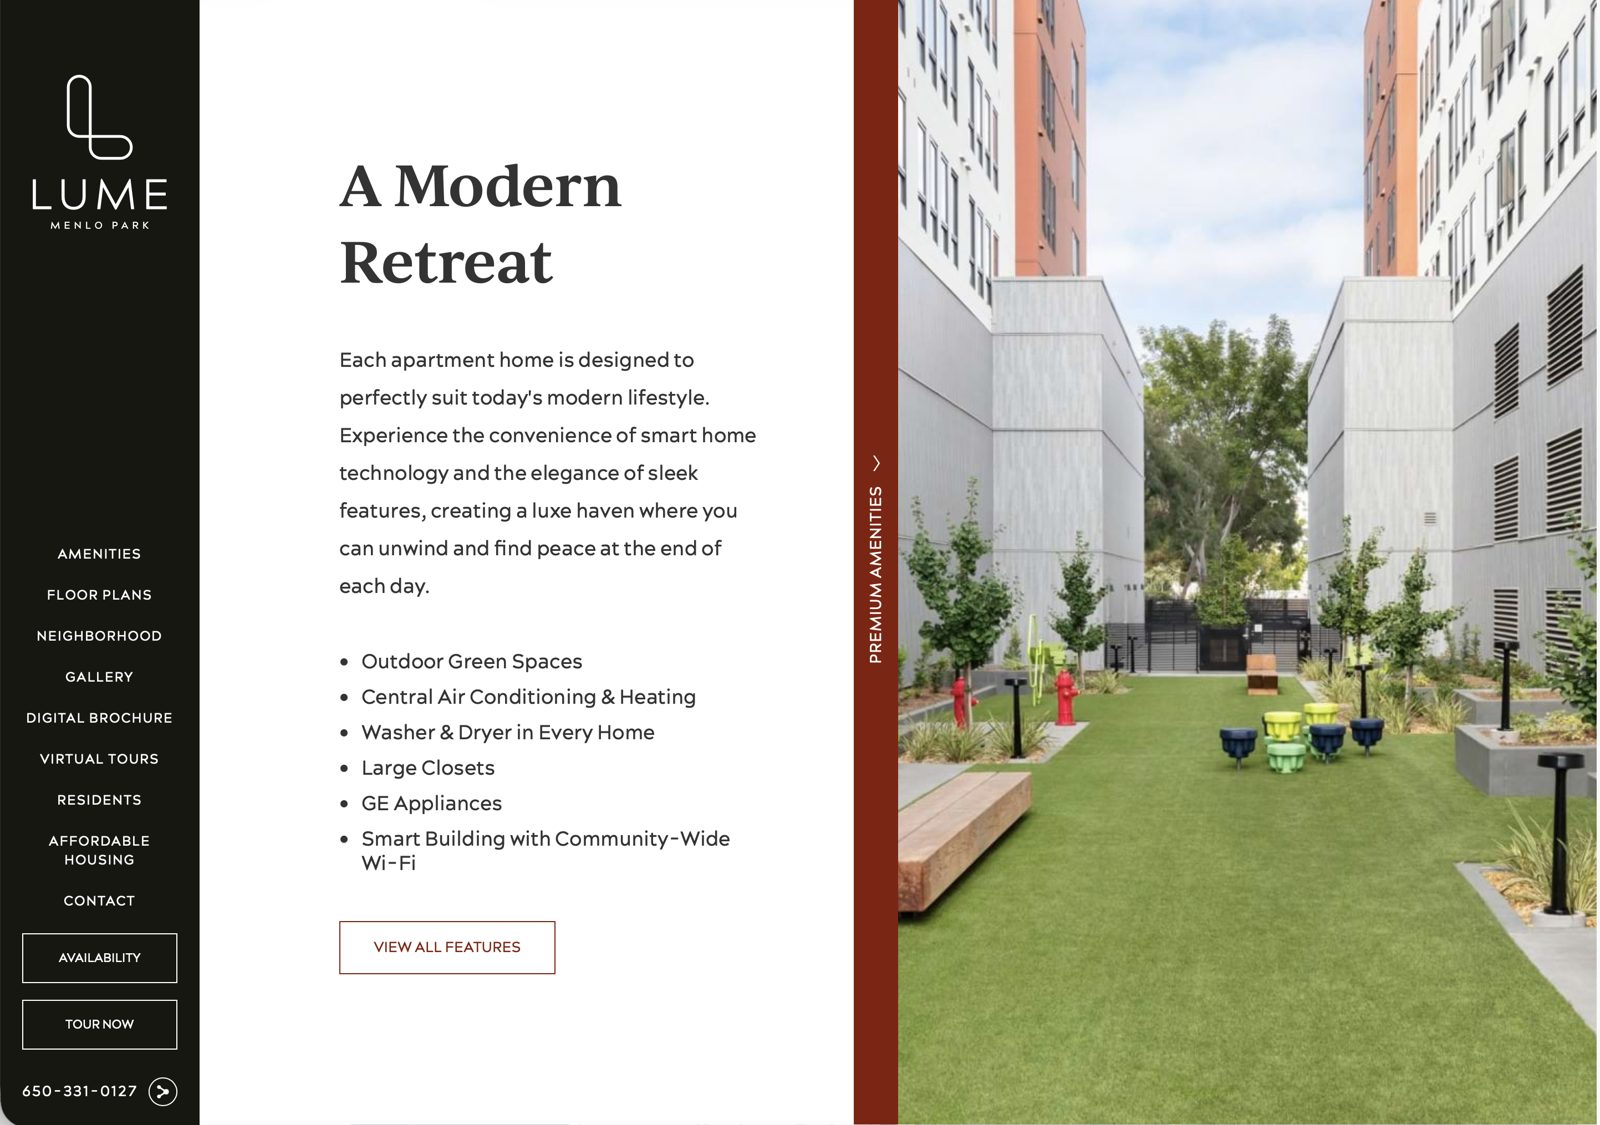 LUME
MENLO PARK
AMENITIES
FLOOR PLANS
NEIGHBORHOOD
GALLERY
DIGITAL BROCHURE
VIRTUAL TOURS
RESIDENTS
AFFORDABLE
HOUSING
CONTACT
AVAILABILITY
TOUR NOW
650-331-0127
A Modern
Retreat
Each apartment home is designed to
perfectly suit today's modern lifestyle.
Experience the convenience of smart home
technology and the elegance of sleek
features, creating a luxe haven where you
can unwind and find peace at the end of
each day.
• Outdoor Green Spaces
• Central Air Conditioning & Heating
• Washer & Dryer in Every Home
• Large Closets
• GE Appliances
• Smart Building with Community-Wide
Wi-Fi
VIEW ALL FEATURES
PREMIUM AMENITIES